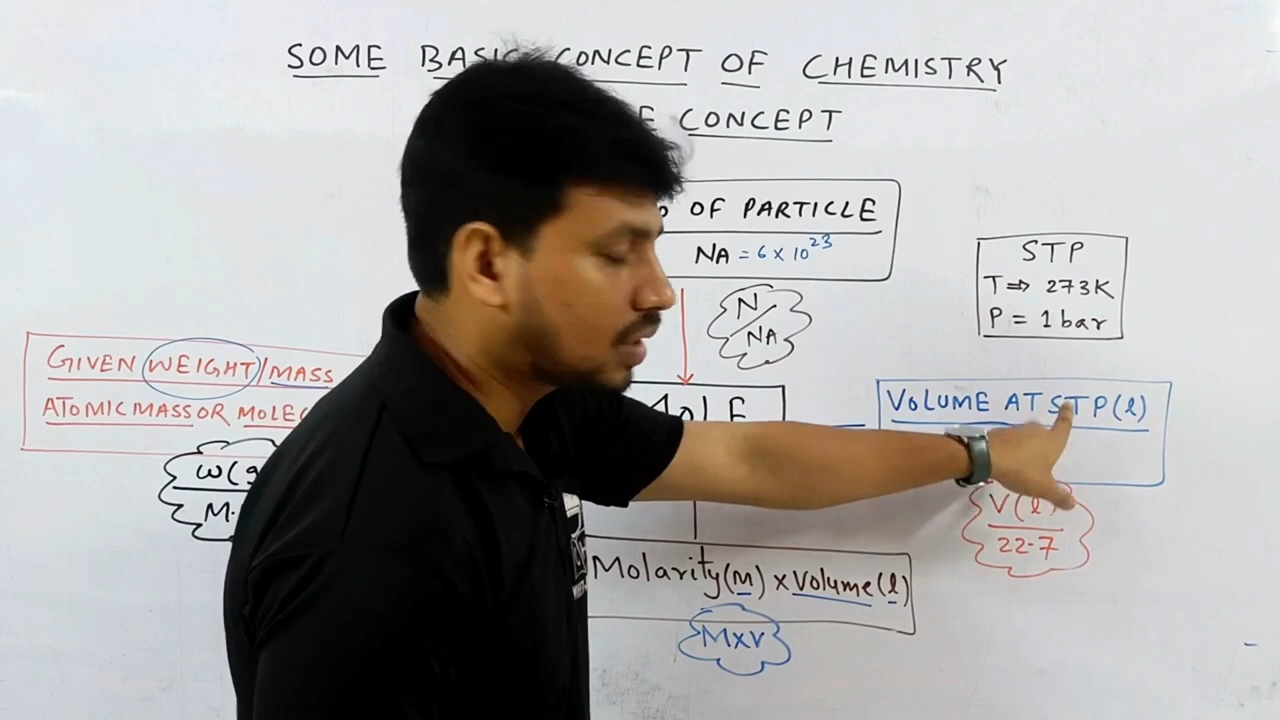 SOME BASIC CONCEPT OF CHEMISTRY
CONCEPT
OF PARTICLE
NA = 6 X 10²³
N
NA
STP
T ⇒ 273K
P = 1 bar
GIVEN WEIGHT/MASS
ATOMIC MASS OR
MOLE
VOLUME AT STP(l)
V(l)
22.7
Molarity(M) x Volume(l)
MXV